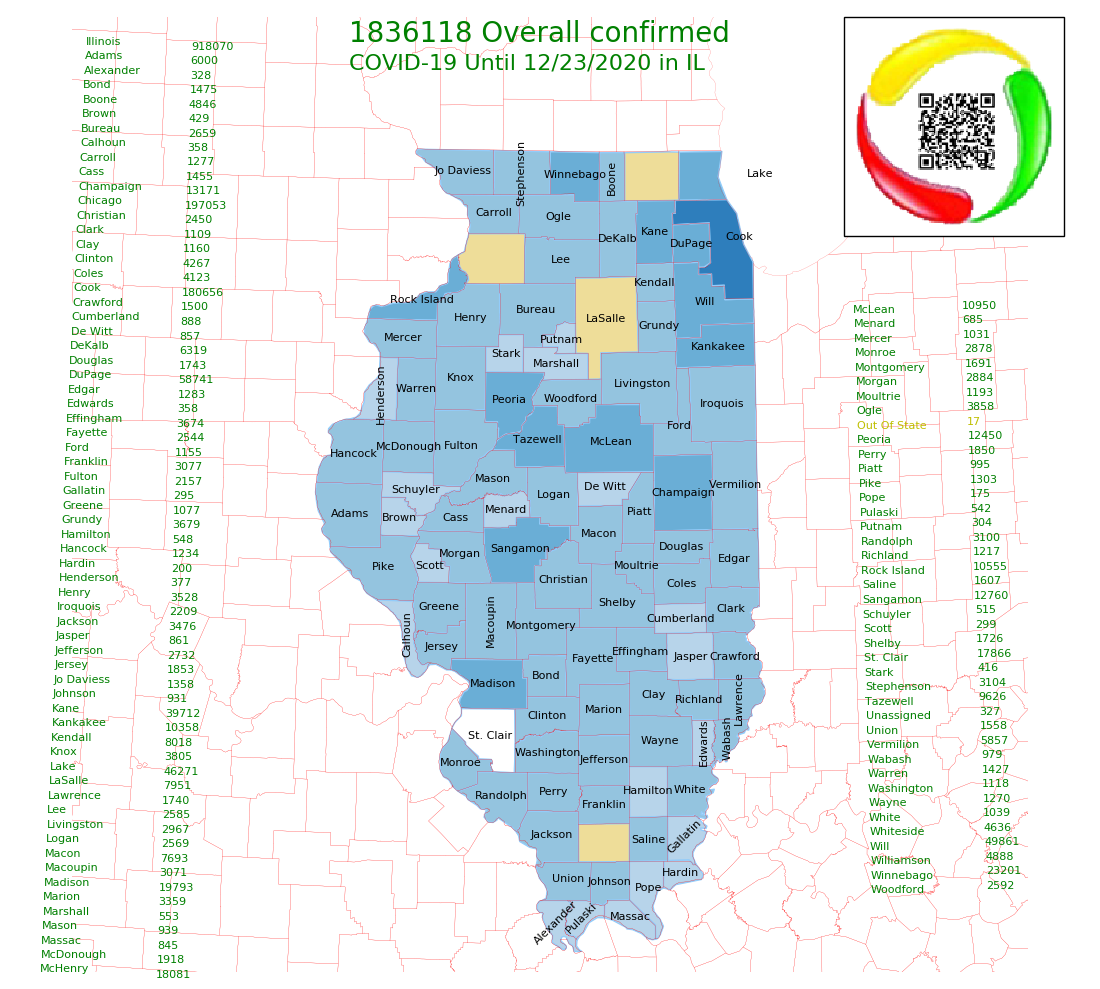 1836118 Overall confirmed
COVID-19 Until 12/23/2020 in IL
Illinois 918070
Adams 6000
Alexander 328
Bond 1475
Boone 4846
Brown 429
Bureau 2659
Calhoun 358
Carroll 1277
Cass 1455
Champaign 13171
Chicago 197053
Christian 2450
Clark 1109
Clay 1160
Clinton 4267
Coles 4123
Cook 180656
Crawford 1500
Cumberland 888
De Witt 857
DeKalb 6319
Douglas 1743
DuPage 58741
Edgar 1283
Edwards 358
Effingham 3674
Fayette 2544
Ford 1155
Franklin 3077
Fulton 2157
Gallatin 295
Greene 1077
Grundy 3679
Hamilton 548
Hancock 1234
Hardin 200
Henderson 377
Henry 3528
Iroquois 2209
Jackson 3476
Jasper 861
Jefferson 2732
Jersey 1853
Jo Daviess 1358
Johnson 931
Kane 39712
Kankakee 10358
Kendall 8018
Knox 3805
Lake 46271
LaSalle 7951
Lawrence 1740
Lee 2585
Livingston 2967
Logan 2569
Macon 7693
Macoupin 3071
Madison 19793
Marion 3359
Marshall 553
Mason 939
Massac 845
McDonough 1918
McHenry 18081
Jo Daviess
Stephenson
Winnebago
Boone
Lake
Carroll
Ogle
DeKalb
Kane
DuPage
Cook
Lee
Kendall
Rock Island
Will
Henry
Bureau
LaSalle
Grundy
Mercer
Putnam
Kankakee
Stark
Marshall
Henderson
Warren
Knox
Peoria
Woodford
Livingston
Iroquois
Ford
Hancock
McDonough
Fulton
Tazewell
McLean
Mason
Schuyler
Logan
De Witt
Champaign
Vermilion
Adams
Brown
Cass
Menard
Piatt
Macon
Sangamon
Morgan
Scott
Pike
Douglas
Edgar
Moultrie
Christian
Coles
Shelby
Greene
Clark
Cumberland
Calhoun
Jersey
Macoupin
Montgomery
Fayette
Effingham
Jasper
Crawford
Madison
Bond
Clay
Richland
Lawrence
Clinton
Marion
St. Clair
Wayne
Edwards
Wabash
Monroe
Washington
Jefferson
Randolph
Perry
Hamilton
White
Franklin
Jackson
Saline
Gallatin
Union
Johnson
Pope
Hardin
Alexander
Pulaski
Massac
McLean 10950
Menard 685
Mercer 1031
Monroe 2878
Montgomery 1691
Morgan 2884
Moultrie 1193
Ogle 3858
Out Of State 17
Peoria 12450
Perry 1850
Piatt 995
Pike 1303
Pope 175
Pulaski 542
Putnam 304
Randolph 3100
Richland 1217
Rock Island 10555
Saline 1607
Sangamon 12760
Schuyler 515
Scott 299
Shelby 1726
St. Clair 17866
Stark 416
Stephenson 3104
Tazewell 9626
Unassigned 327
Union 1558
Vermilion 5857
Wabash 979
Warren 1427
Washington 1118
Wayne 1270
White 1039
Whiteside 4636
Will 49861
Williamson 4888
Winnebago 23201
Woodford 2592